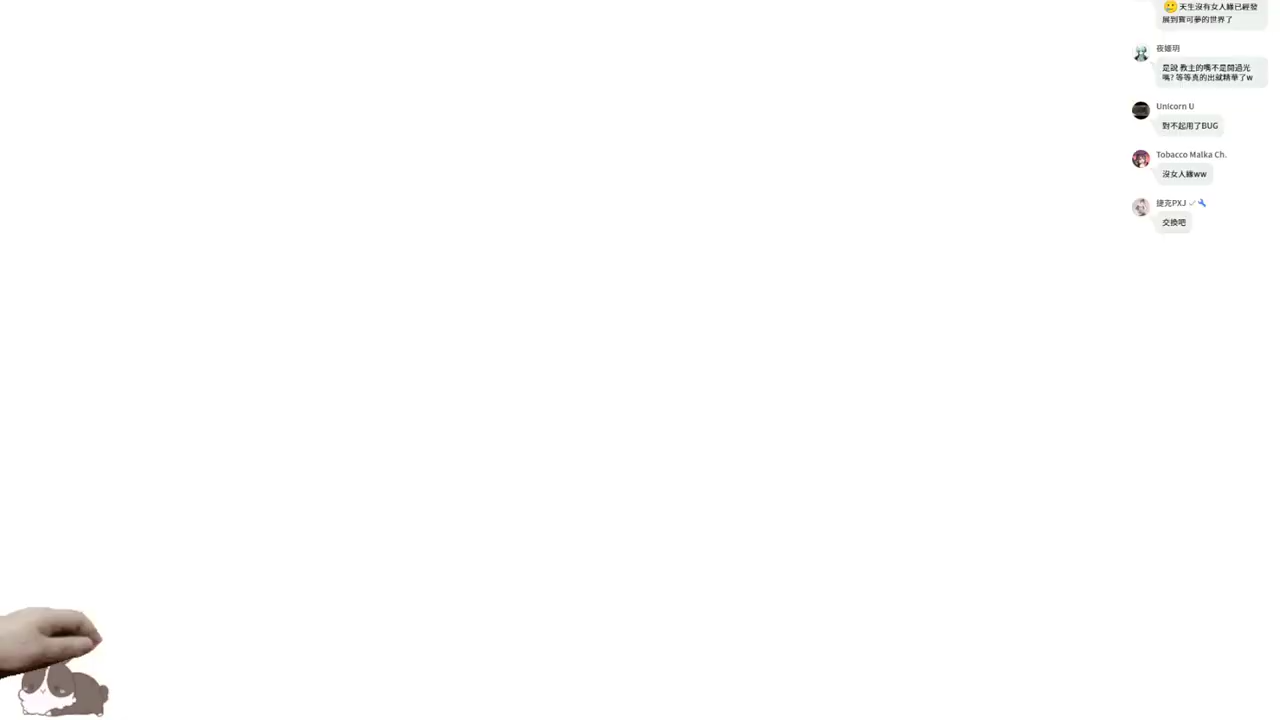 天生沒有女人緣已經發
展到寶可夢的世界了
夜姬玥
是說 教主的嘴不是開過光
嗎? 等等真的出就精華了w
Unicorn U
對不起用了BUG
Tobacco Malka Ch.
沒女人緣ww
捷克PXJ
交換吧